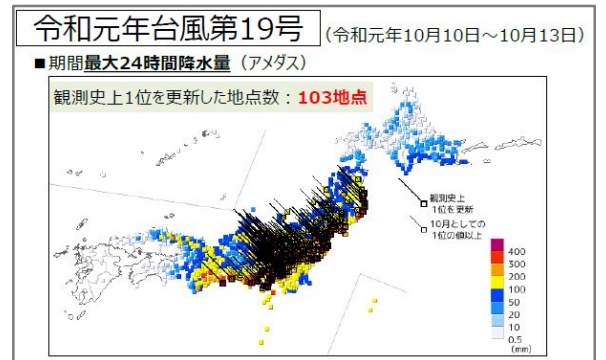 令和元年台風第19号 (令和元年10月10日～10月13日)
■期間最大24時間降水量(アメダス)
観測史上1位を更新した地点数：103地点
観測史上
1位を更新
10月としての
1位の値以上
400
300
200
100
50
20
10
0.5
(mm)